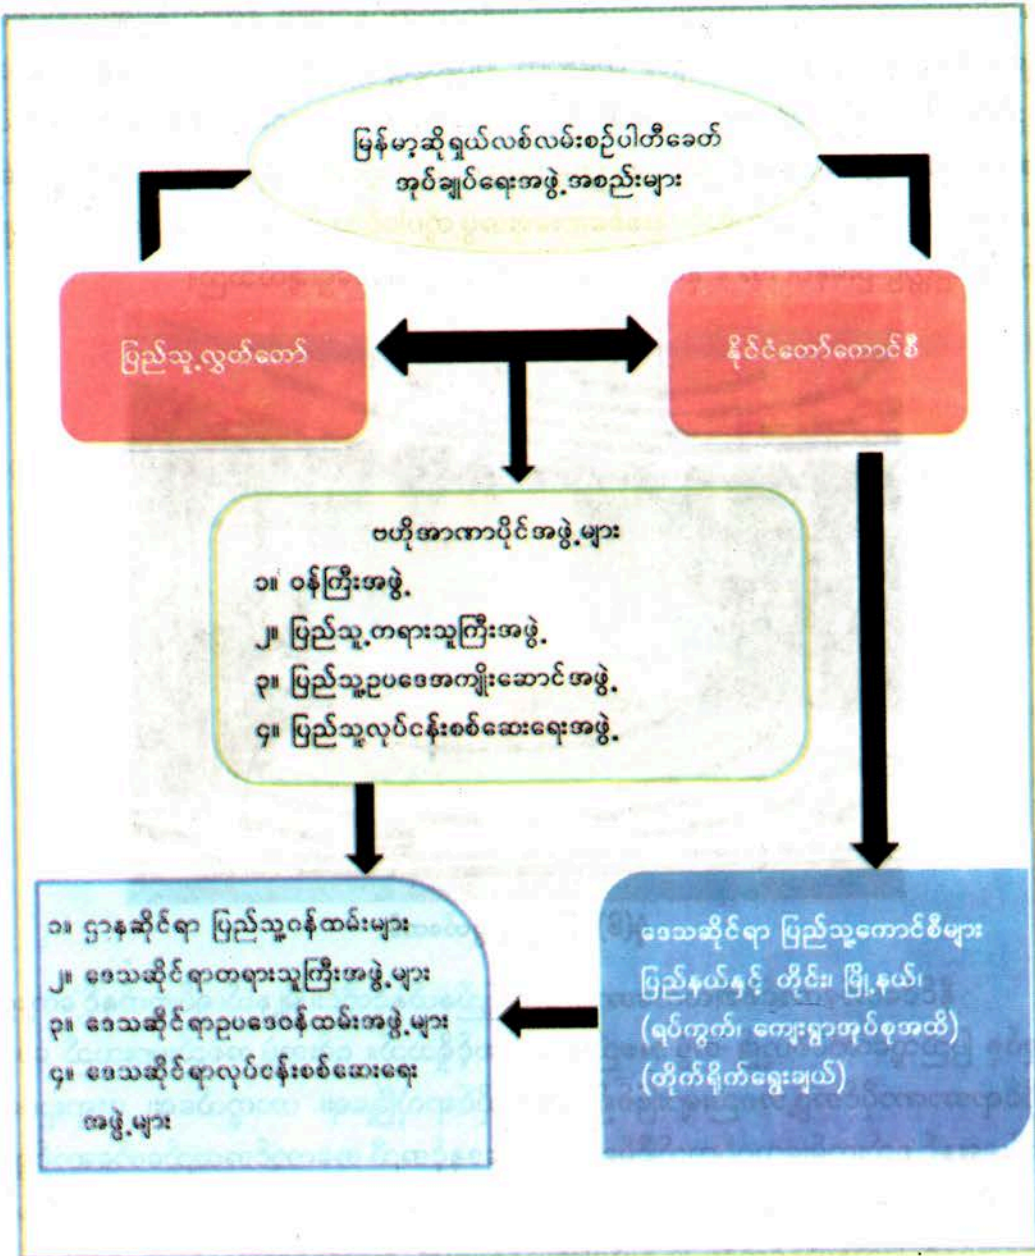 မြန်မာ့ဆိုရှယ်လစ်လမ်းစဉ်ပါတီခေတ်
အုပ်ချုပ်ရေးအဖွဲ့အစည်းများ
ပြည်သူ့လွှတ်တော်
နိုင်ငံတော်ကောင်စီ
ဗဟိုအာဏာပိုင်အဖွဲ့များ
၁။ ဝန်ကြီးအဖွဲ့
၂။ ပြည်သူ့တရားသူကြီးအဖွဲ့
၃။ ပြည်သူ့ဥပဒေအကျိုးဆောင်အဖွဲ့
၄။ ပြည်သူ့လုပ်ငန်းစစ်ဆေးရေးအဖွဲ့
၁။ ဌာနဆိုင်ရာ ပြည်သူ့ဝန်ထမ်းများ
၂။ ဒေသဆိုင်ရာတရားသူကြီးအဖွဲ့များ
၃။ ဒေသဆိုင်ရာဥပဒေဝန်ထမ်းအဖွဲ့များ
၄။ ဒေသဆိုင်ရာလုပ်ငန်းစစ်ဆေးရေး
အဖွဲ့များ
ဒေသဆိုင်ရာ ပြည်သူ့ကောင်စီများ
ပြည်နယ်နှင့် တိုင်း၊ မြို့နယ်၊
(ရပ်ကွက်၊ ကျေးရွာအုပ်စုအထိ)
(တိုက်ရိုက်ရွေးချယ်)